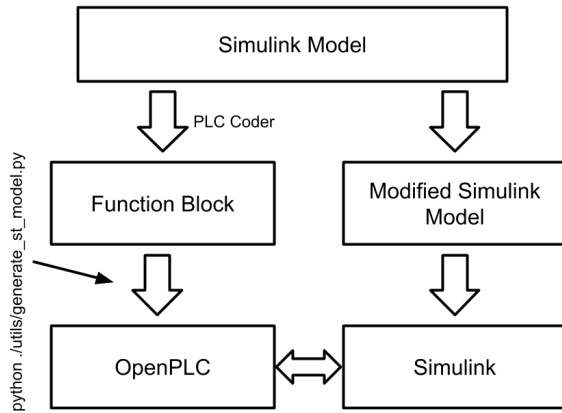 Simulink Model
PLC Coder
python ./utils/generate_st_model.py
Function Block
Modified Simulink
Model
OpenPLC
Simulink